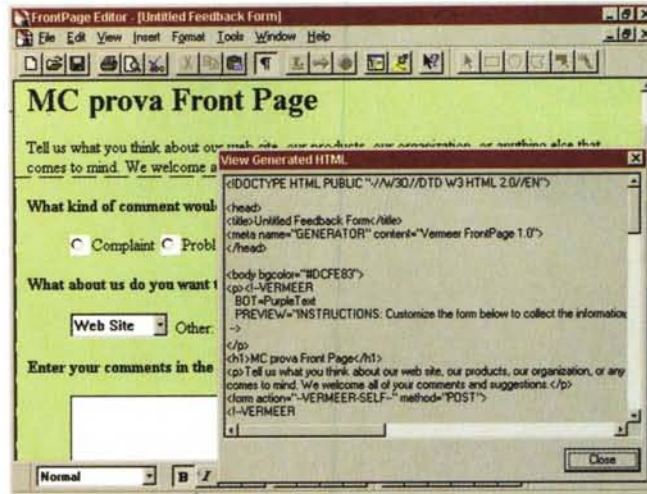 FrontPage Editor - [Untitled Feedback Form]
File Edit View Insert Format Tools Window Help
MC prova Front Page
Tell us what you think about our web site, our products, our organization, or anything else that
comes to mind. We welcome a
What kind of comment woul
Complaint Probl
What about us do you want t
Web Site Other:
Enter your comments in the
Normal B I
View Generated HTML
<!DOCTYPE HTML PUBLIC "-//W3O//DTD W3 HTML 2.0//EN">
<head>
<title>Untitled Feedback Form</title>
<meta name="GENERATOR" content="Vermeer FrontPage 1.0">
</head>
<body bgcolor="#DCFE83">
<p><!--VERMEER
BOT=PurpleText
PREVIEW="INSTRUCTIONS: Customize the form below to collect the information
-->
</p>
<h1>MC prova Front Page</h1>
<p>Tell us what you think about our web site, our products, our organization, or any
comes to mind. We welcome all of your comments and suggestions.</p>
<form action="--VERMEER-SELF--" method="POST">
<!--VERMEER
Close